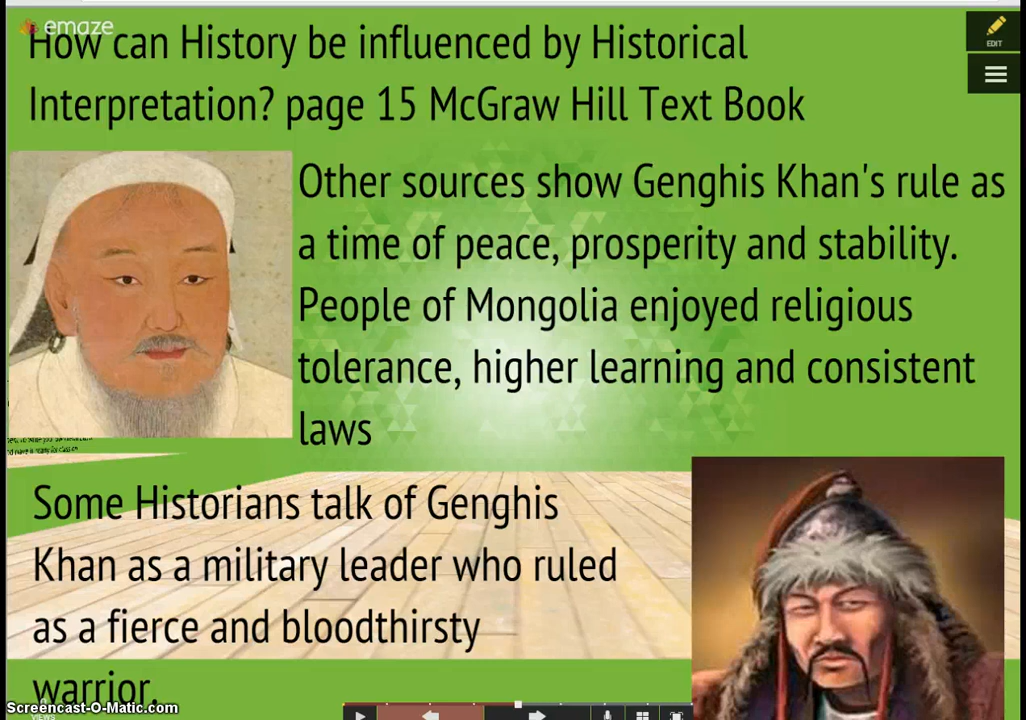 emaze
How can History be influenced by Historical
Interpretation? page 15 McGraw Hill Text Book
EDIT
Other sources show Genghis Khan's rule as
a time of peace, prosperity and stability.
People of Mongolia enjoyed religious
tolerance, higher learning and consistent
laws
Some Historians talk of Genghis
Khan as a military leader who ruled
as a fierce and bloodthirsty
warrior.
Screencast-O-Matic.com
VIEWS